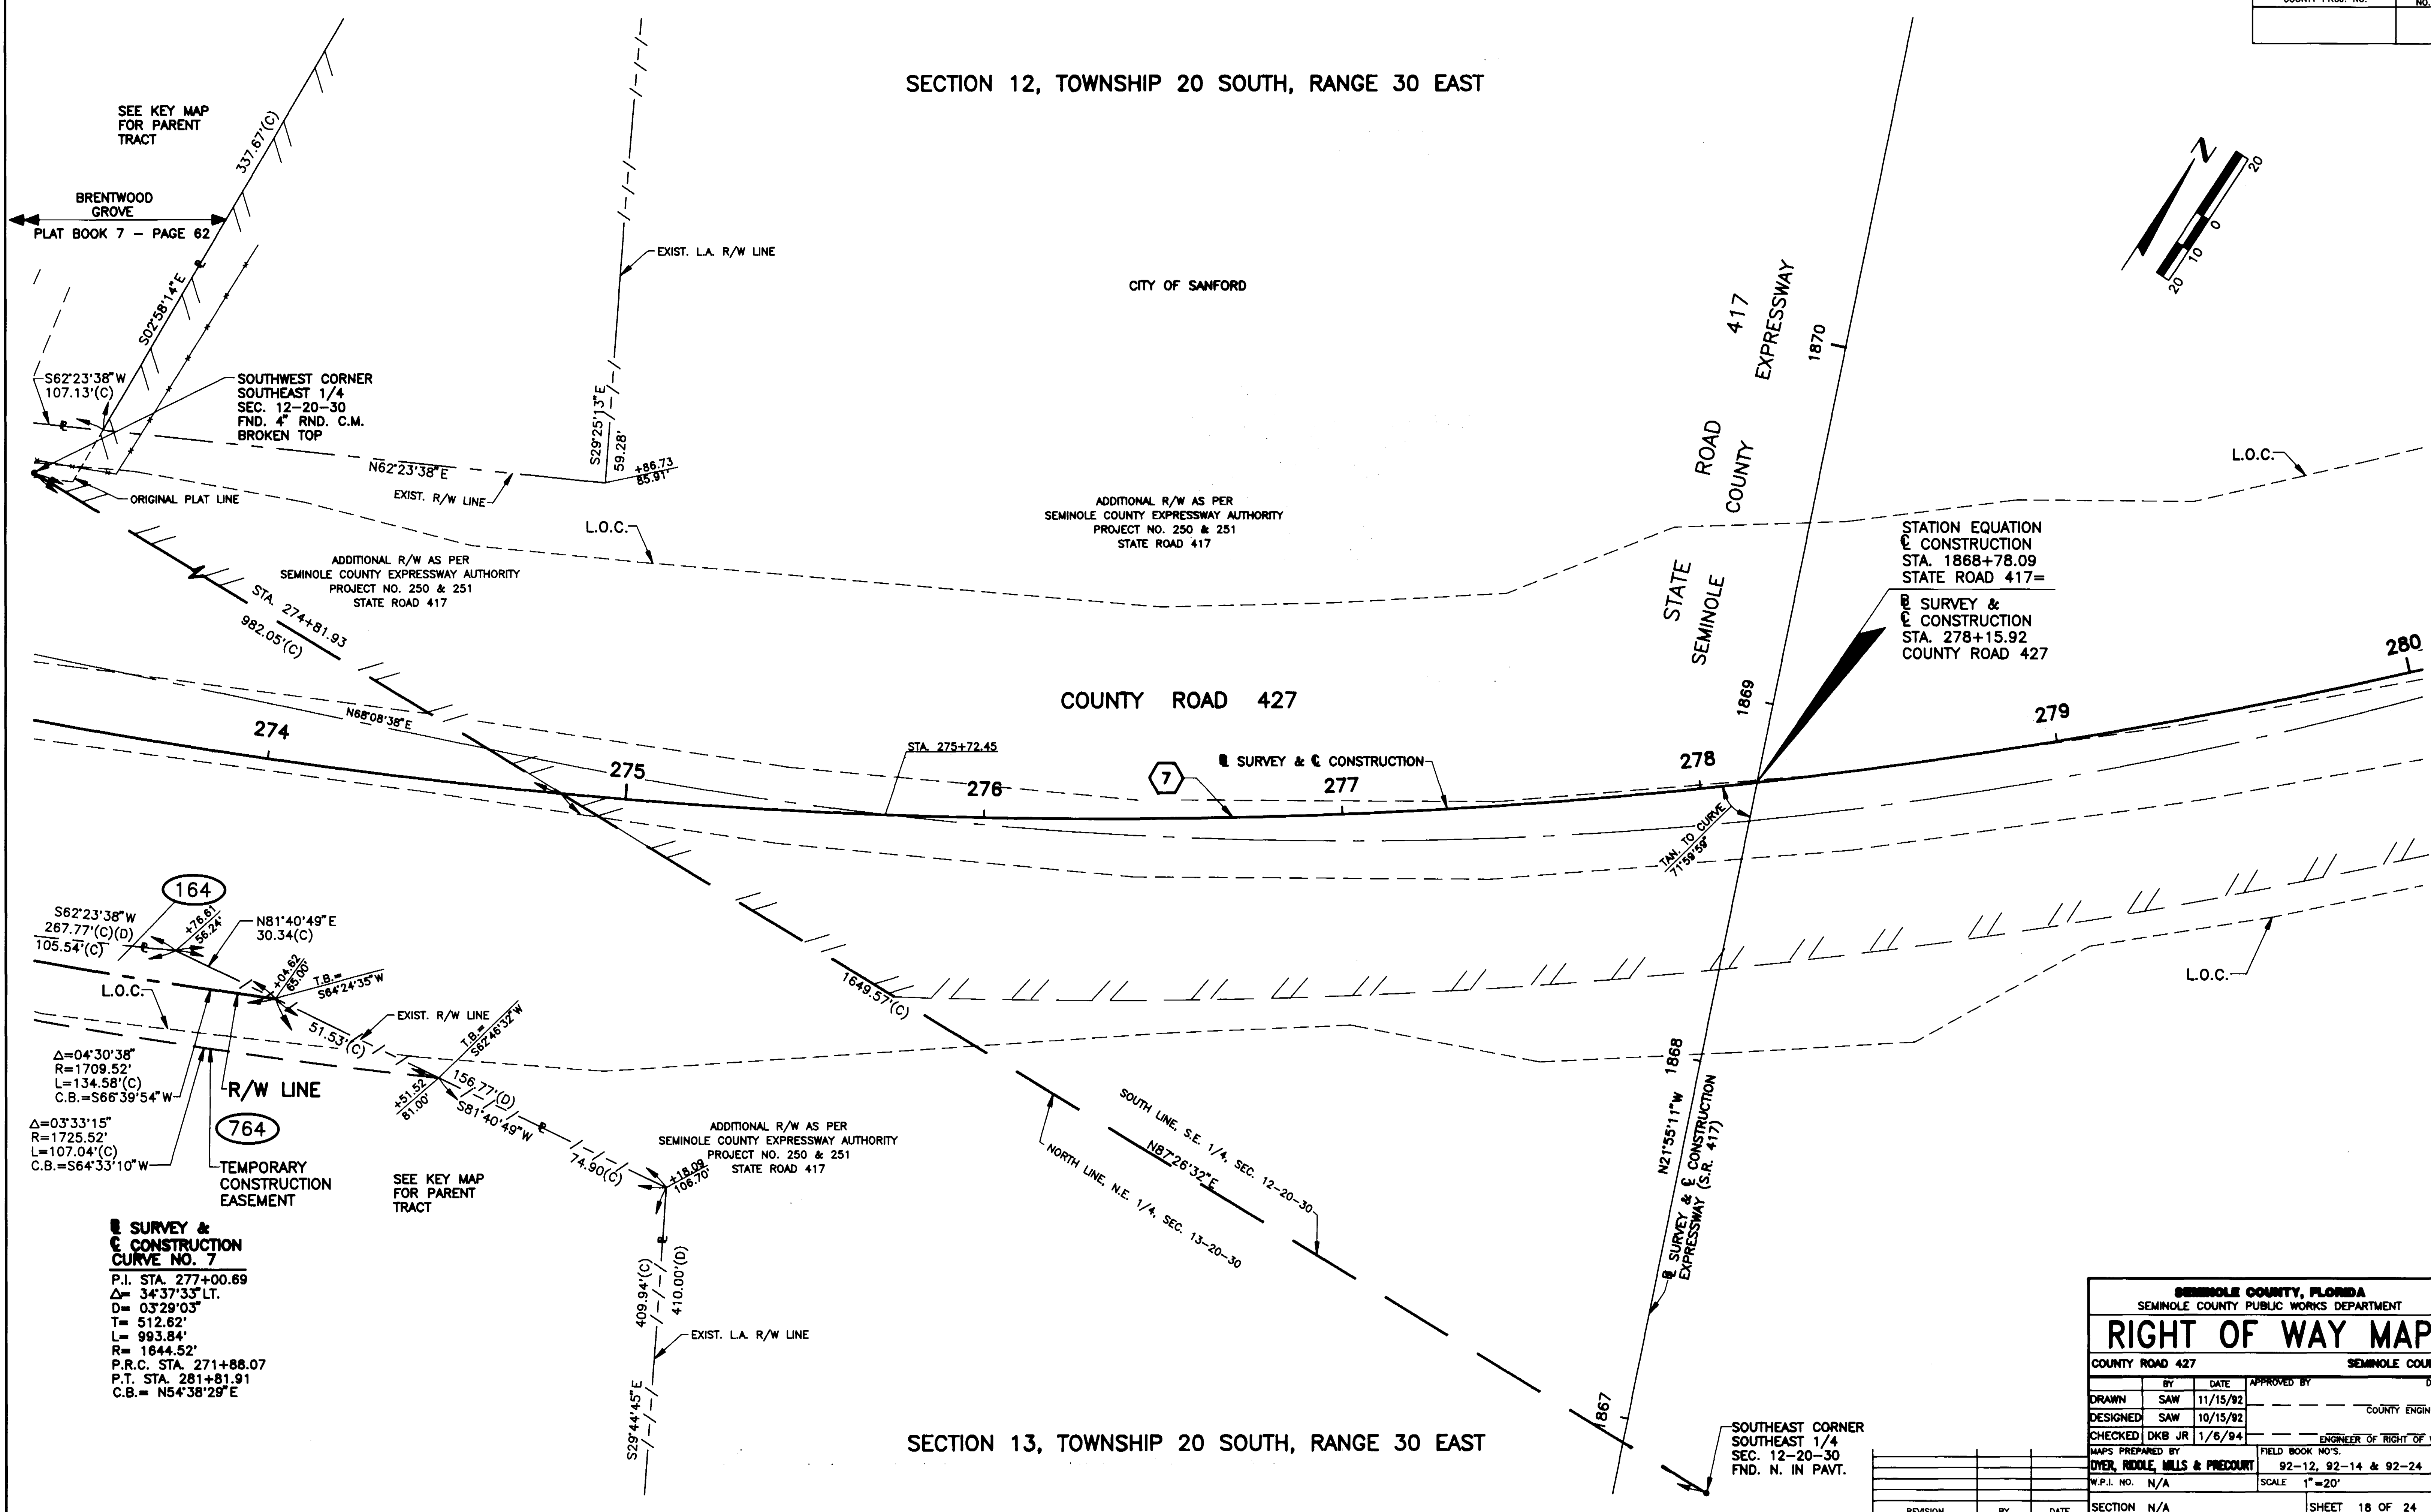 COUNTY PROJ. NO.
NO.
SECTION 12, TOWNSHIP 20 SOUTH, RANGE 30 EAST
SEE KEY MAP
FOR PARENT
TRACT
337.67'(C)
BRENTWOOD
GROVE
PLAT BOOK 7 - PAGE 62
S02°58'14"E
EXIST. L.A. R/W LINE
CITY OF SANFORD
N
20
10
0
20
S62°23'38"W
107.13'(C)
SOUTHWEST CORNER
SOUTHEAST 1/4
SEC. 12-20-30
FND. 4" RND. C.M.
BROKEN TOP
S29°25'13"E
59.28'
+86.73
85.91'
N62°23'38"E
EXIST. R/W LINE
ORIGINAL PLAT LINE
L.O.C.
ADDITIONAL R/W AS PER
SEMINOLE COUNTY EXPRESSWAY AUTHORITY
PROJECT NO. 250 & 251
STATE ROAD 417
ADDITIONAL R/W AS PER
SEMINOLE COUNTY EXPRESSWAY AUTHORITY
PROJECT NO. 250 & 251
STATE ROAD 417
STATE ROAD 417
SEMINOLE COUNTY EXPRESSWAY
1870
1869
L.O.C.
STATION EQUATION
℄ CONSTRUCTION
STA. 1868+78.09
STATE ROAD 417=
B SURVEY &
℄ CONSTRUCTION
STA. 278+15.92
COUNTY ROAD 427
STA. 274+81.93
982.05'(C)
COUNTY ROAD 427
N68°08'38"E
274
275
STA. 275+72.45
276
7
B SURVEY & ℄ CONSTRUCTION
277
278
279
280
TAN. TO CURVE
71°59'59"
164
S62°23'38"W
267.77'(C)(D)
105.54'(C)
+76.61
56.24'
N81°40'49"E
30.34(C)
+04.62
65.00'
T.B.=
S64°24'35"W
L.O.C.
51.53'(C)
EXIST. R/W LINE
T.B.=
S62°46'32"W
Δ=04°30'38"
R=1709.52'
L=134.58'(C)
C.B.=S66°39'54"W
R/W LINE
+51.52
81.00'
156.77'(D)
S81°40'49"W
74.90(C)
Δ=03°33'15"
R=1725.52'
L=107.04'(C)
C.B.=S64°33'10"W
764
TEMPORARY
CONSTRUCTION
EASEMENT
SEE KEY MAP
FOR PARENT
TRACT
ADDITIONAL R/W AS PER
SEMINOLE COUNTY EXPRESSWAY AUTHORITY
PROJECT NO. 250 & 251
STATE ROAD 417
+18.09
106.70'
409.94'(C)
410.00'(D)
EXIST. L.A. R/W LINE
S29°44'45"E
1649.57'(C)
L.O.C.
SOUTH LINE, S.E. 1/4, SEC. 12-20-30
N87°26'32"E
NORTH LINE, N.E. 1/4, SEC. 13-20-30
N21°55'11"W
1868
B SURVEY & ℄ CONSTRUCTION
EXPRESSWAY (S.R. 417)
1867
B SURVEY &
℄ CONSTRUCTION
CURVE NO. 7
P.I. STA. 277+00.69
Δ= 34°37'33" LT.
D= 03°29'03"
T= 512.62'
L= 993.84'
R= 1644.52'
P.R.C. STA. 271+88.07
P.T. STA. 281+81.91
C.B.= N54°38'29"E
SECTION 13, TOWNSHIP 20 SOUTH, RANGE 30 EAST
SOUTHEAST CORNER
SOUTHEAST 1/4
SEC. 12-20-30
FND. N. IN PAVT.
REVISION BY DATE
SEMINOLE COUNTY, FLORIDA
SEMINOLE COUNTY PUBLIC WORKS DEPARTMENT
RIGHT OF WAY MAP
COUNTY ROAD 427 SEMINOLE COU
BY DATE APPROVED BY D
DRAWN SAW 11/15/92
COUNTY ENGIN
DESIGNED SAW 10/15/92
CHECKED DKB JR 1/6/94
ENGINEER OF RIGHT OF
MAPS PREPARED BY
DYER, RIDDLE, MILLS & PRECOURT
FIELD BOOK NO'S.
92-12, 92-14 & 92-24
W.P.I. NO. N/A SCALE 1"=20'
SECTION N/A SHEET 18 OF 24